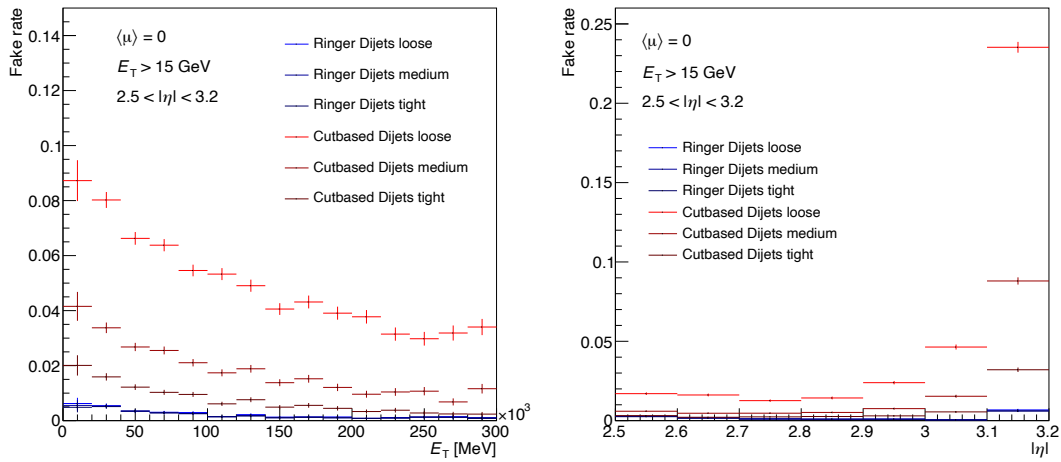 Fake rate
0.14
0.12
0.1
0.08
0.06
0.04
0.02
0
⟨μ⟩ = 0
E_T > 15 GeV
2.5 < |η| < 3.2
Ringer Dijets loose
Ringer Dijets medium
Ringer Dijets tight
Cutbased Dijets loose
Cutbased Dijets medium
Cutbased Dijets tight
0 50 100 150 200 250 300
×10³
E_T [MeV]
Fake rate
0.25
0.2
0.15
0.1
0.05
0
⟨μ⟩ = 0
E_T > 15 GeV
2.5 < |η| < 3.2
Ringer Dijets loose
Ringer Dijets medium
Ringer Dijets tight
Cutbased Dijets loose
Cutbased Dijets medium
Cutbased Dijets tight
2.5 2.6 2.7 2.8 2.9 3 3.1 3.2
|η|